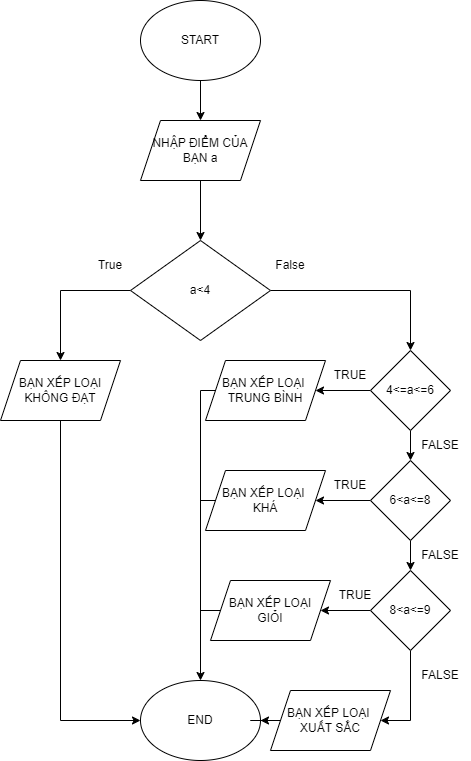 START
NHẬP ĐIỂM CỦA
BẠN a
True
False
a<4
BẠN XẾP LOẠI
KHÔNG ĐẠT
BẠN XẾP LOẠI
TRUNG BÌNH
TRUE
4<=a<=6
FALSE
BẠN XẾP LOẠI
KHÁ
TRUE
6<a<=8
FALSE
BẠN XẾP LOẠI
GIỎI
TRUE
8<a<=9
FALSE
END
BẠN XẾP LOẠI
XUẤT SẮC